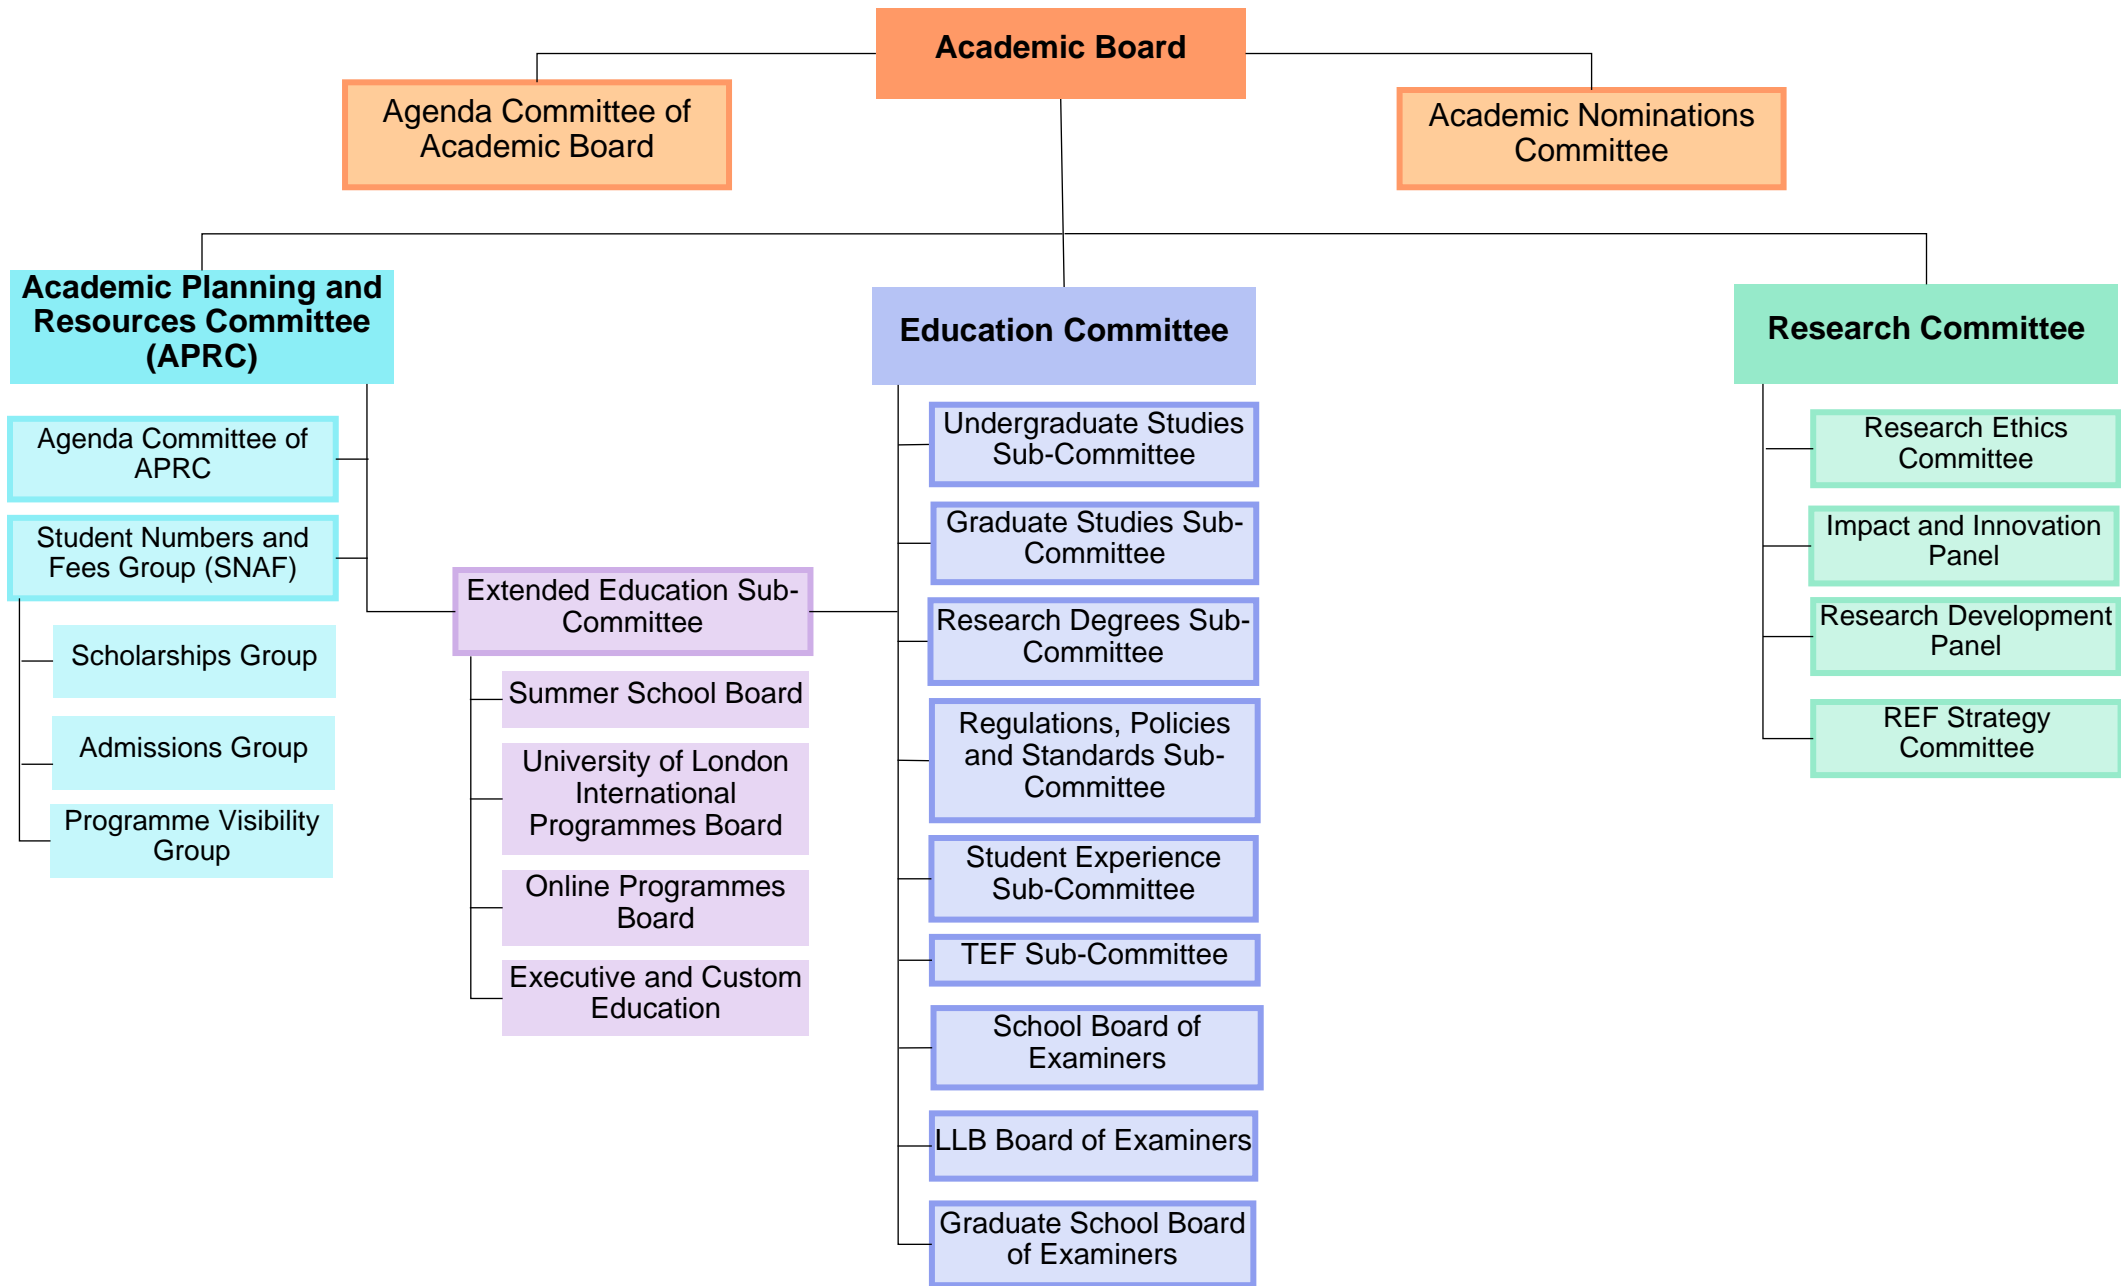 Academic Board
Agenda Committee of
Academic Board
Academic Nominations
Committee
Academic Planning and
Resources Committee
(APRC)
Agenda Committee of
APRC
Student Numbers and
Fees Group (SNAF)
Scholarships Group
Admissions Group
Programme Visibility
Group
Extended Education Sub-
Committee
Summer School Board
University of London
International
Programmes Board
Online Programmes
Board
Executive and Custom
Education
Education Committee
Undergraduate Studies
Sub-Committee
Graduate Studies Sub-
Committee
Research Degrees Sub-
Committee
Regulations, Policies
and Standards Sub-
Committee
Student Experience
Sub-Committee
TEF Sub-Committee
School Board of
Examiners
LLB Board of Examiners
Graduate School Board
of Examiners
Research Committee
Research Ethics
Committee
Impact and Innovation
Panel
Research Development
Panel
REF Strategy
Committee